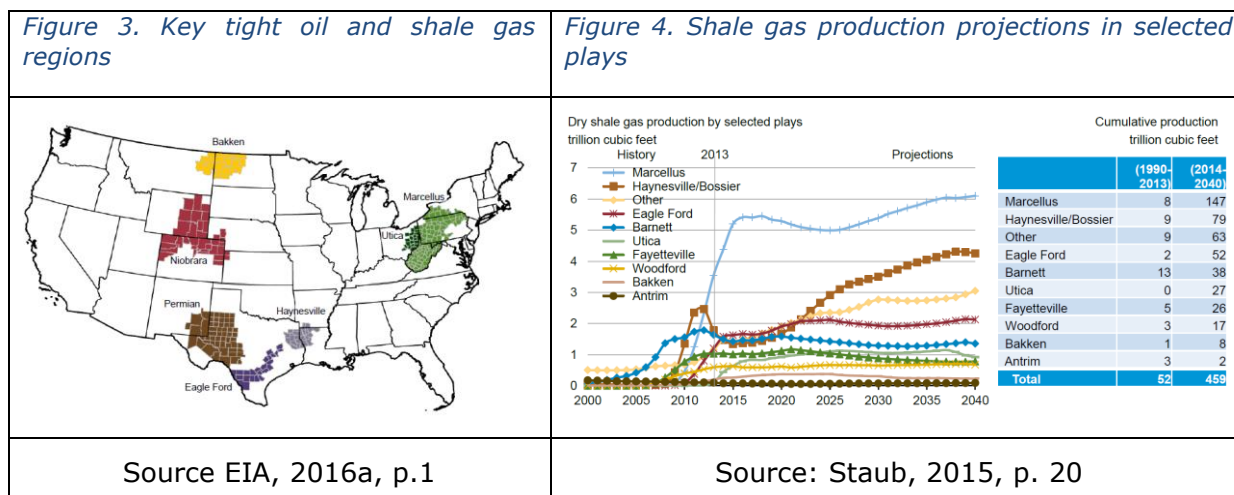 Figure 3. Key tight oil and shale gas
regions
Figure 4. Shale gas production projections in selected
plays
Bakken
Marcellus
Utica
Niobrara
Permian
Haynesville
Eagle Ford
Dry shale gas production by selected plays
trillion cubic feet
History 2013 Projections
7
6
5
4
3
2
1
0
Marcellus
Haynesville/Bossier
Other
Eagle Ford
Barnett
Utica
Fayetteville
Woodford
Bakken
Antrim
2000 2005 2010 2015 2020 2025 2030 2035 2040
Cumulative production
trillion cubic feet
(1990-2013) (2014-2040)
Marcellus 8 147
Haynesville/Bossier 9 79
Other 9 63
Eagle Ford 2 52
Barnett 13 38
Utica 0 27
Fayetteville 5 26
Woodford 3 17
Bakken 1 8
Antrim 3 2
Total 52 459
Source EIA, 2016a, p.1
Source: Staub, 2015, p. 20